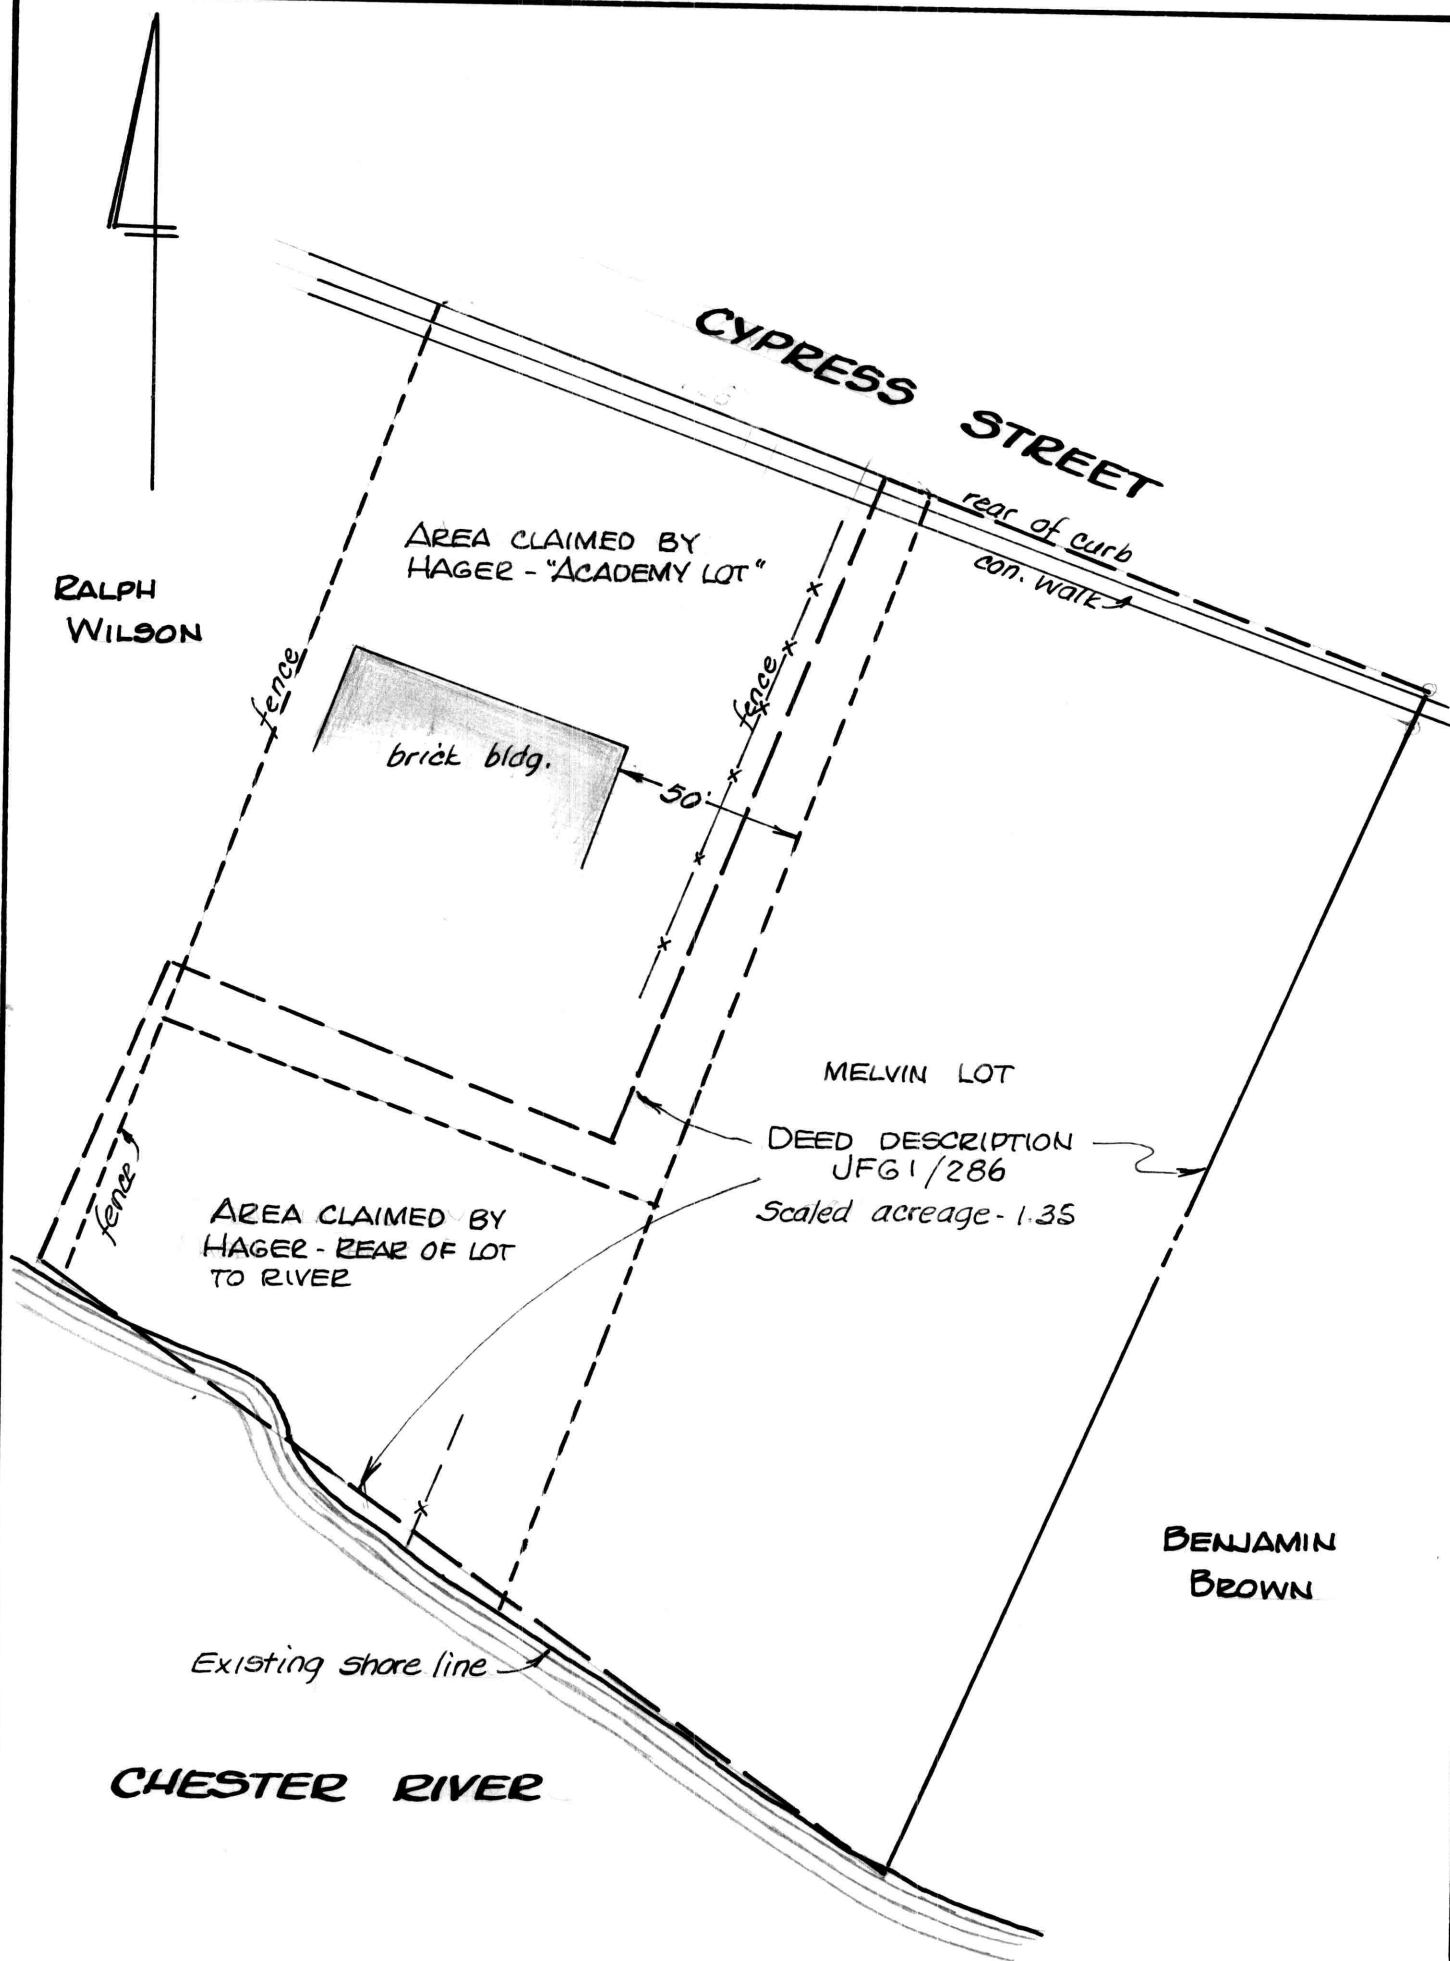 CYPRESS STREET
rear of curb
con. walk
AREA CLAIMED BY
HAGER - "ACADEMY LOT"
RALPH
WILSON
fence
fence
brick bldg.
50'
MELVIN LOT
DEED DESCRIPTION
JFG 1/286
Scaled acreage - 1.35
fence
AREA CLAIMED BY
HAGER - REAR OF LOT
TO RIVER
BENJAMIN
BROWN
Existing shore line
CHESTER RIVER